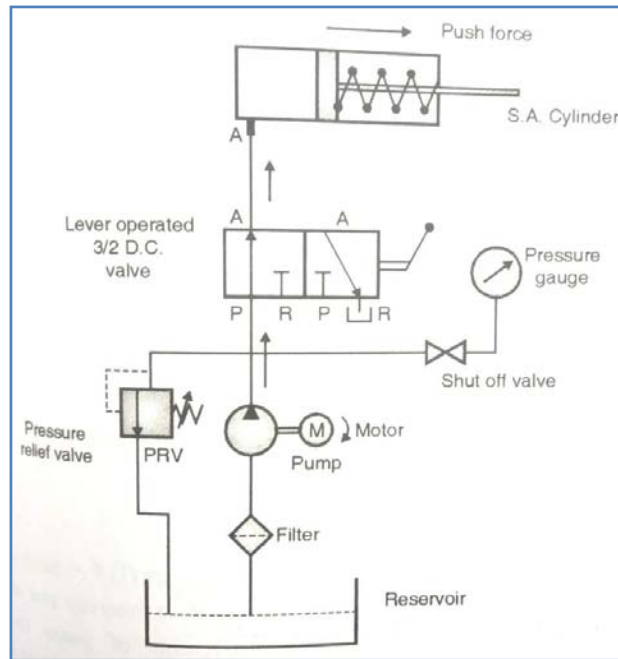 Push force
S.A. Cylinder
A
A
A
Lever operated
3/2 D.C.
valve
Pressure
gauge
P
R
P
R
Shut off valve
Pressure
relief valve
PRV
M
Motor
Pump
Filter
Reservoir